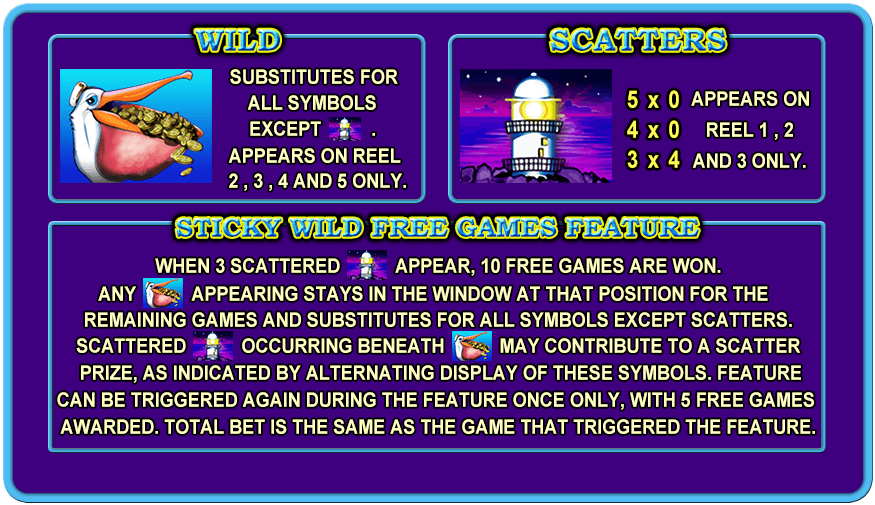 WILD
SUBSTITUTES FOR
ALL SYMBOLS
EXCEPT .
APPEARS ON REEL
2 , 3 , 4 AND 5 ONLY.
SCATTERS
5 x 0 APPEARS ON
4 x 0 REEL 1 , 2
3 x 4 AND 3 ONLY.
STICKY WILD FREE GAMES FEATURE
WHEN 3 SCATTERED APPEAR, 10 FREE GAMES ARE WON.
ANY APPEARING STAYS IN THE WINDOW AT THAT POSITION FOR THE
REMAINING GAMES AND SUBSTITUTES FOR ALL SYMBOLS EXCEPT SCATTERS.
SCATTERED OCCURRING BENEATH MAY CONTRIBUTE TO A SCATTER
PRIZE, AS INDICATED BY ALTERNATING DISPLAY OF THESE SYMBOLS. FEATURE
CAN BE TRIGGERED AGAIN DURING THE FEATURE ONCE ONLY, WITH 5 FREE GAMES
AWARDED. TOTAL BET IS THE SAME AS THE GAME THAT TRIGGERED THE FEATURE.